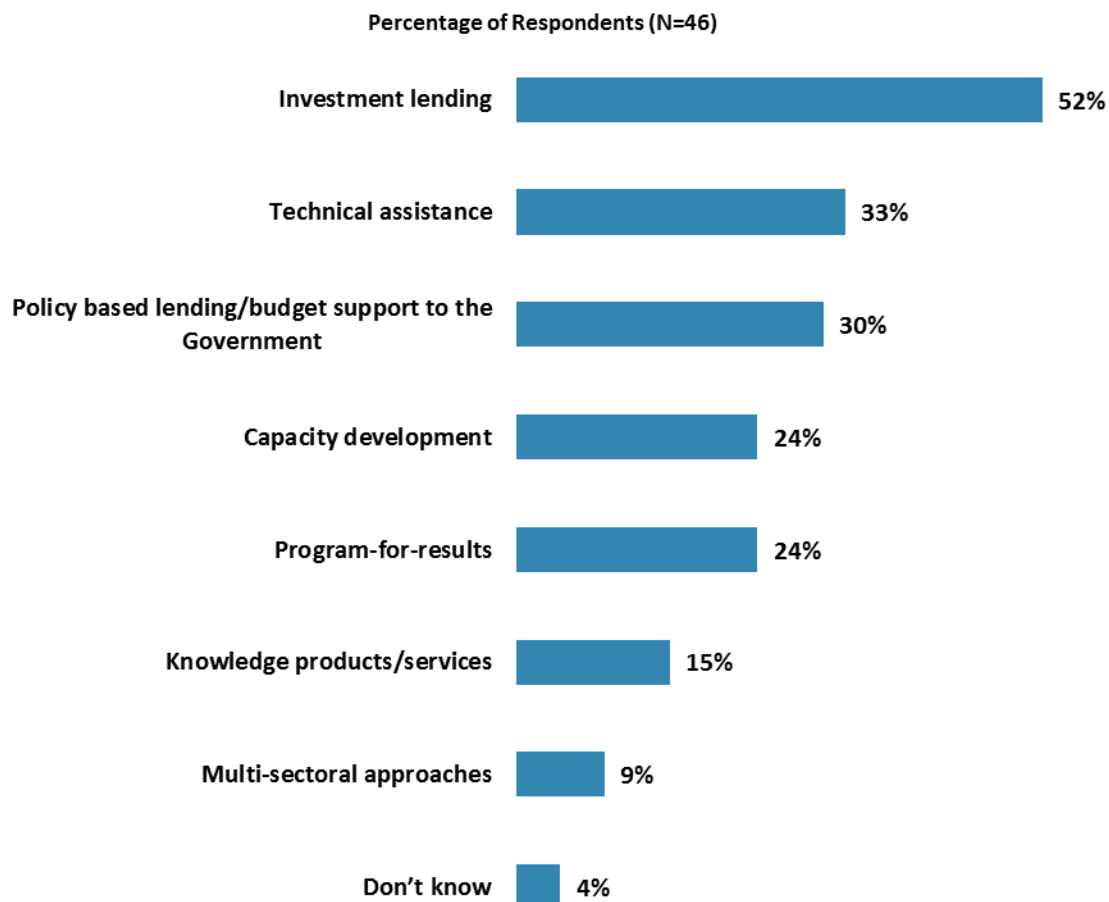 Percentage of Respondents (N=46)
Investment lending 52%
Technical assistance 33%
Policy based lending/budget support to the
Government 30%
Capacity development 24%
Program-for-results 24%
Knowledge products/services 15%
Multi-sectoral approaches 9%
Don’t know 4%